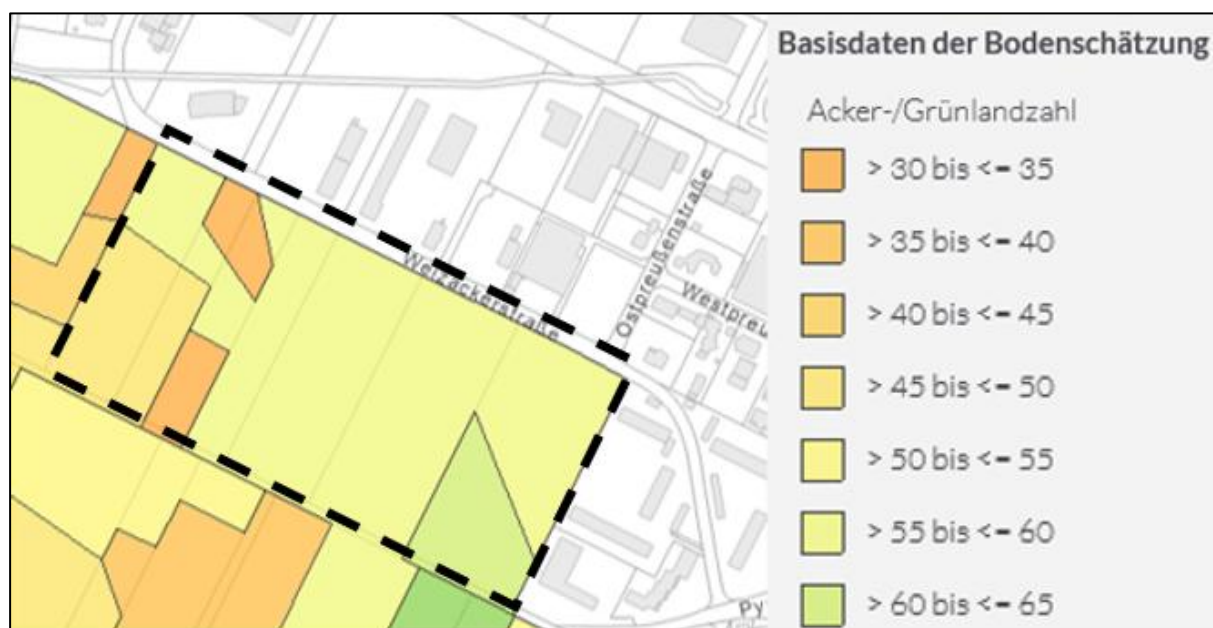 Basisdaten der Bodenschätzung
Acker-/Grünlandzahl
> 30 bis <= 35
> 35 bis <= 40
> 40 bis <= 45
> 45 bis <= 50
> 50 bis <= 55
> 55 bis <= 60
> 60 bis <= 65
Weizäckerstraße
Ostpreußenstraße
Westpreu
Py